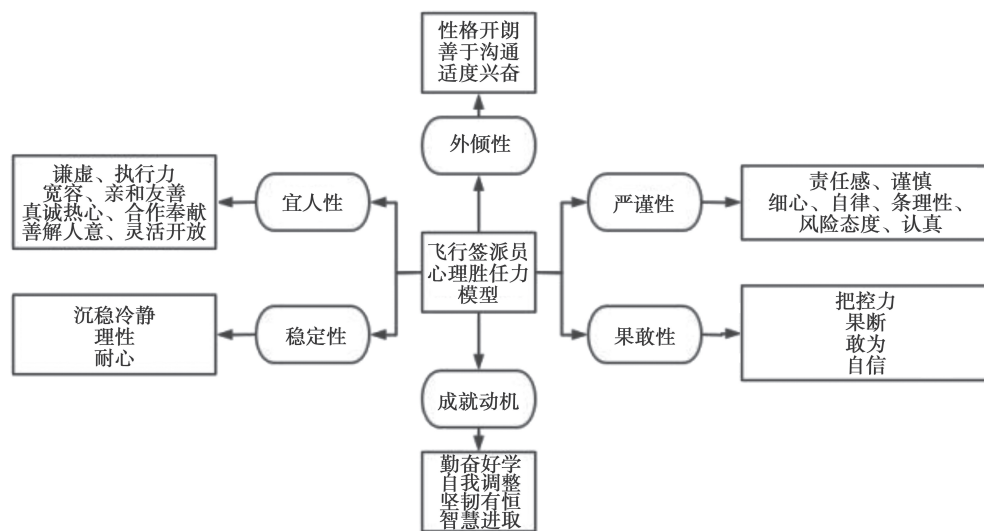 性格开朗
善于沟通
适度兴奋
外倾性
谦虚、执行力
宽容、亲和友善
真诚热心、合作奉献
善解人意、灵活开放
宜人性
严谨性
责任感、谨慎
细心、自律、条理性、
风险态度、认真
飞行签派员
心理胜任力
模型
沉稳冷静
理性
耐心
稳定性
果敢性
把控力
果断
敢为
自信
成就动机
勤奋好学
自我调整
坚韧有恒
智慧进取